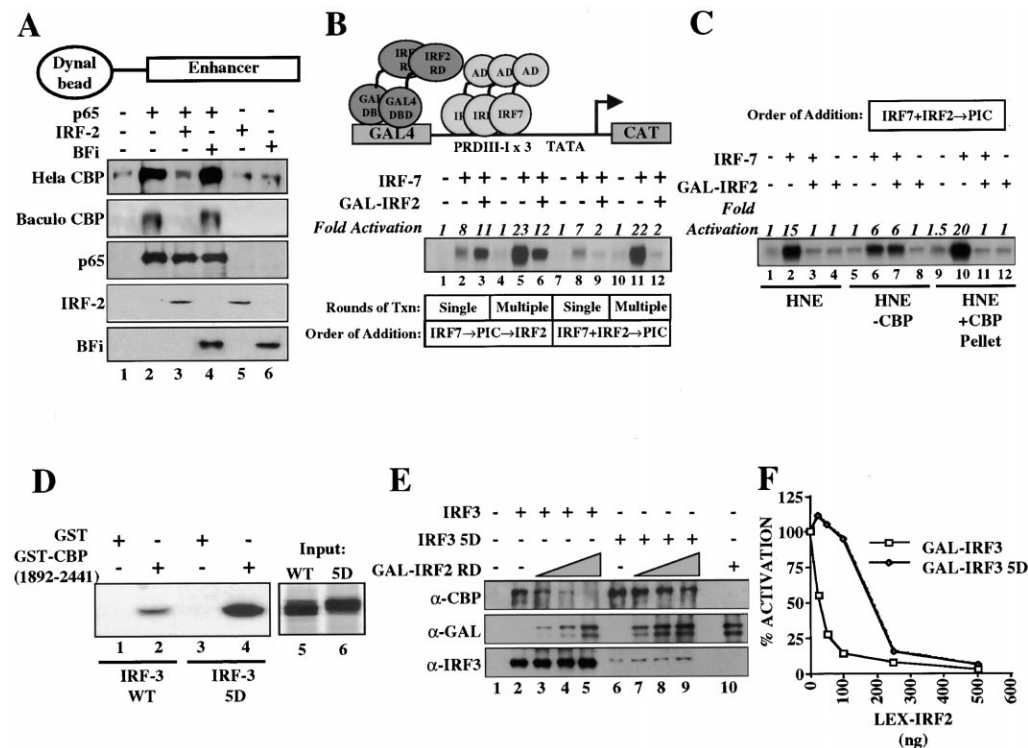 A
Dynal
bead
Enhancer
p65 - + + + - -
IRF-2 - - + - + -
BFi - - - + - +
Hela CBP
Baculo CBP
p65
IRF-2
BFi
1 2 3 4 5 6
B
IRF2
RD
IRF2
RD
AD AD AD
GAL4
DBD
GAL4
DBD
IRF7
GAL4
CAT
PRDIII-I x 3 TATA
IRF-7 - + + - + + - + + - + +
GAL-IRF2 - - + - - + - - + - - +
Fold Activation 1 8 11 1 23 12 1 7 2 1 22 2
1 2 3 4 5 6 7 8 9 10 11 12
Rounds of Txn: Single Multiple Single Multiple
Order of Addition: IRF7→PIC→IRF2 IRF7+IRF2→PIC
C
Order of Addition: IRF7+IRF2→PIC
IRF-7 - + + - - + + - - + + -
GAL-IRF2 - - + + - - + + - - + +
Fold
Activation 1 15 1 1 1 6 6 1 1.5 20 1 1
1 2 3 4 5 6 7 8 9 10 11 12
HNE HNE HNE
-CBP +CBP
Pellet
D
GST + - + -
GST-CBP - + - +
(1892-2441)
Input:
WT 5D
1 2 3 4 5 6
IRF-3 IRF-3
WT 5D
E
IRF3 - + + + + - - - - -
IRF3 5D - - - - - + + + + -
GAL-IRF2 RD - - - +
α-CBP
α-GAL
α-IRF3
1 2 3 4 5 6 7 8 9 10
F
% ACTIVATION
125
100
75
50
25
0
0 100 200 300 400 500 600
LEX-IRF2
(ng)
GAL-IRF3
GAL-IRF3 5D